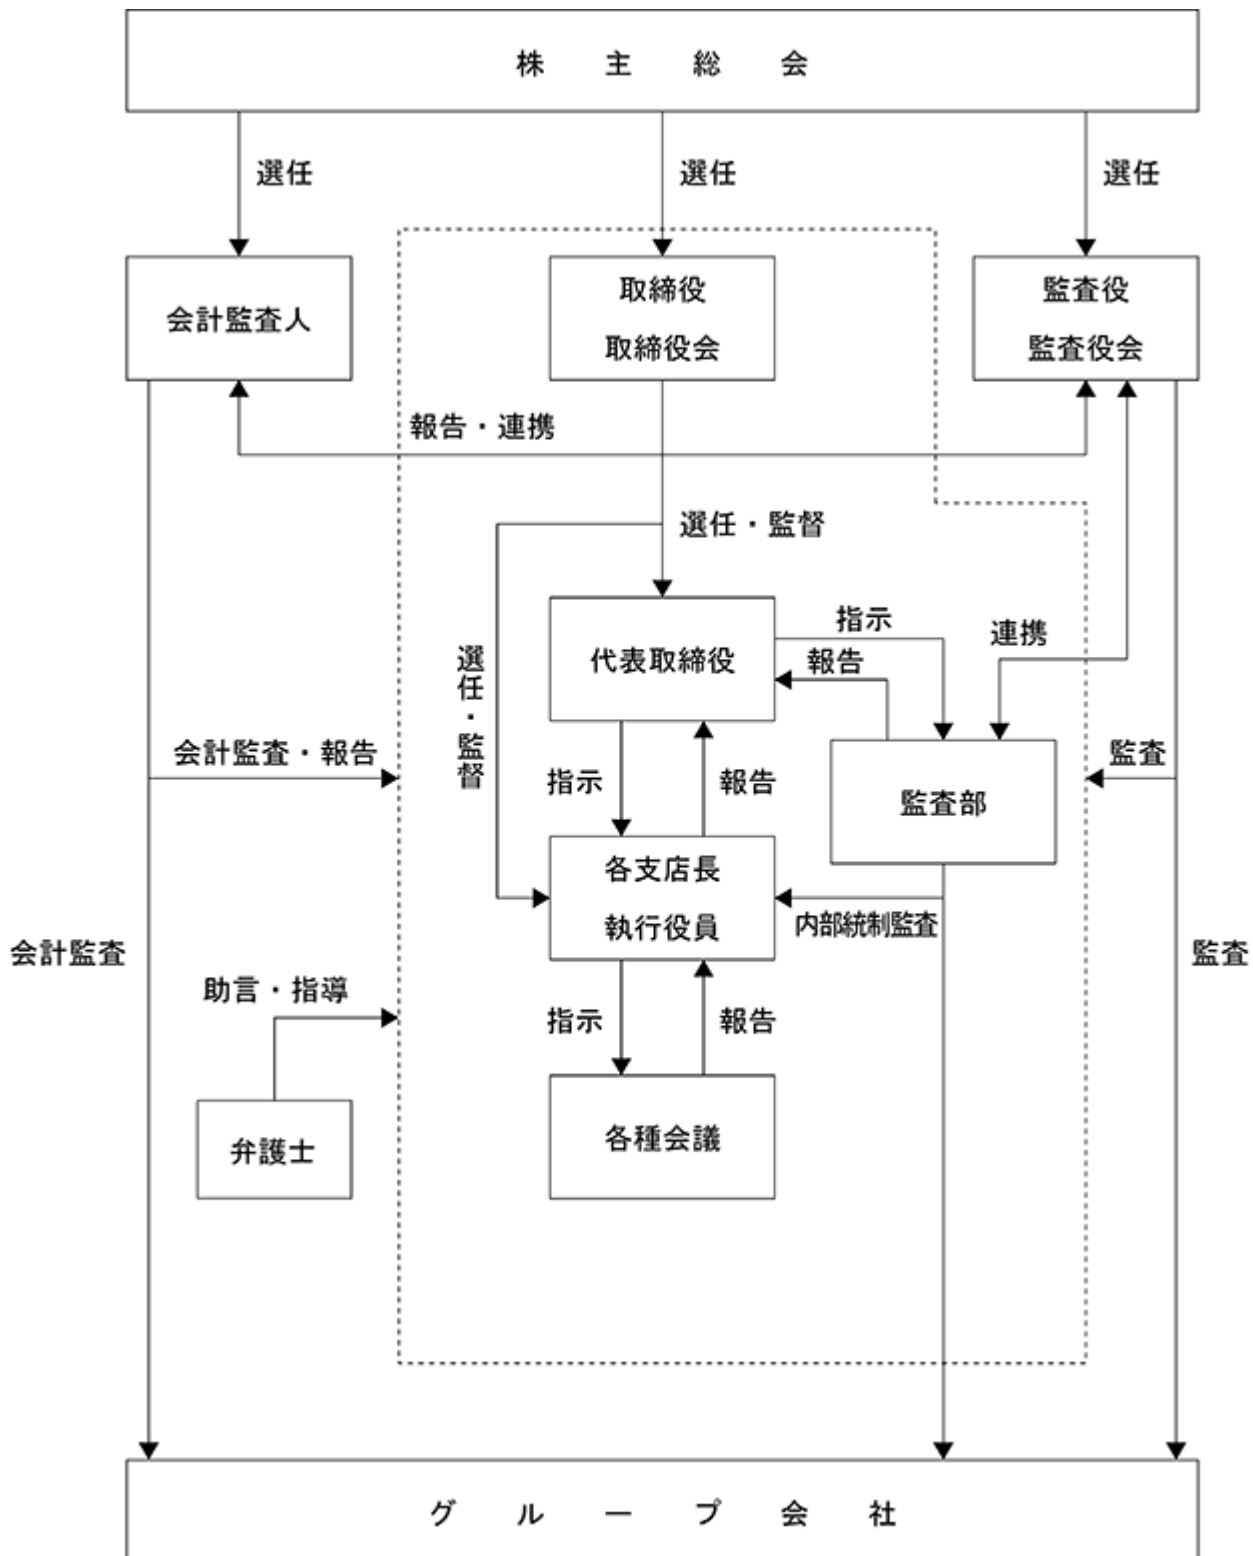 株主総会
選任
選任
選任
会計監査人
取締役
取締役会
監査役
監査役会
報告・連携
選任・監督
選任・監督
代表取締役
指示
報告
連携
会計監査・報告
指示
報告
監査部
監査
各支店長
執行役員
内部統制監査
会計監査
監査
助言・指導
指示
報告
弁護士
各種会議
グループ会社